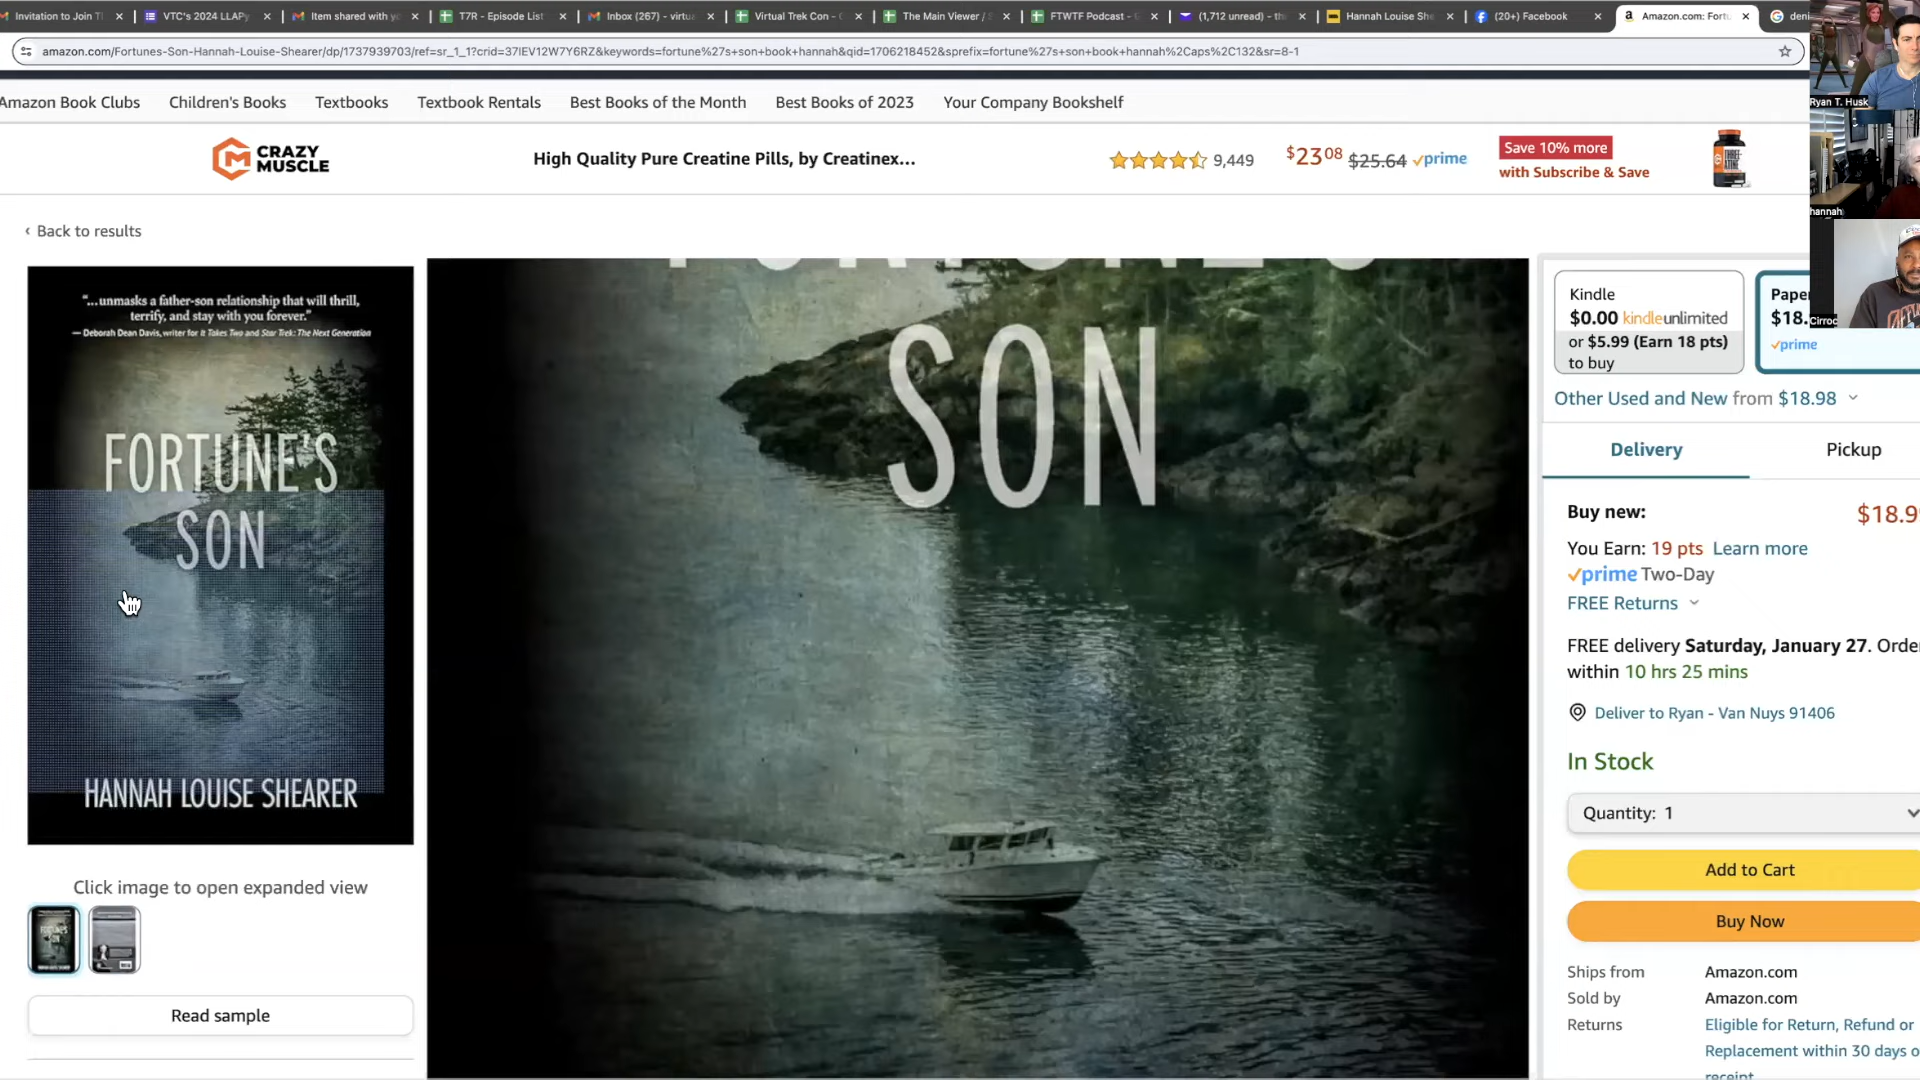 Invitation to Join T
VTC's 2024 LLAPy
Item shared with yo
T7R - Episode List
Inbox (267) - virtua
Virtual Trek Con -
The Main Viewer / S
FTWTF Podcast -
(1,712 unread) - th
Hannah Louise She
(20+) Facebook
Amazon.com: Fortu
deni
amazon.com/Fortunes-Son-Hannah-Louise-Shearer/dp/1737939703/ref=sr_1_1?crid=37IEV12W7Y6RZ&keywords=fortune%27s+son+book+hannah&qid=1706218452&sprefix=fortune%27s+son+book+hannah%2Caps%2C132&sr=8-1
Amazon Book Clubs
Children's Books
Textbooks
Textbook Rentals
Best Books of the Month
Best Books of 2023
Your Company Bookshelf
Ryan T. Husk
CRAZY
MUSCLE
High Quality Pure Creatine Pills, by Creatinex...
9,449
$23 08 $25.64 prime
Save 10% more
with Subscribe & Save
hannah
‹ Back to results
"...unmasks a father-son relationship that will thrill,
terrify, and stay with you forever."
— Deborah Dean Davis, writer for It Takes Two and Star Trek: The Next Generation
FORTUNE'S
SON
HANNAH LOUISE SHEARER
SON
Kindle
$0.00 kindleunlimited
or $5.99 (Earn 18 pts)
to buy
Pape
$18.
prime
Cirroc
Other Used and New from $18.98
Delivery
Pickup
Buy new:
$18.9
You Earn: 19 pts Learn more
prime Two-Day
FREE Returns
FREE delivery Saturday, January 27. Orde
within 10 hrs 25 mins
Deliver to Ryan - Van Nuys 91406
In Stock
Quantity: 1
Add to Cart
Buy Now
Ships from Amazon.com
Sold by Amazon.com
Returns Eligible for Return, Refund or
Replacement within 30 days o
receipt
Click image to open expanded view
FORTUNE'S
SON
Read sample